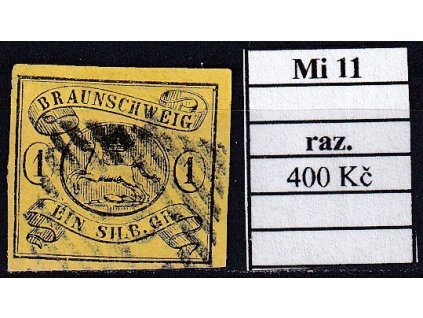 BRAUNSCHWEIG
1 1
EIN SILB. GR.
Mi 11
raz.
400 Kč